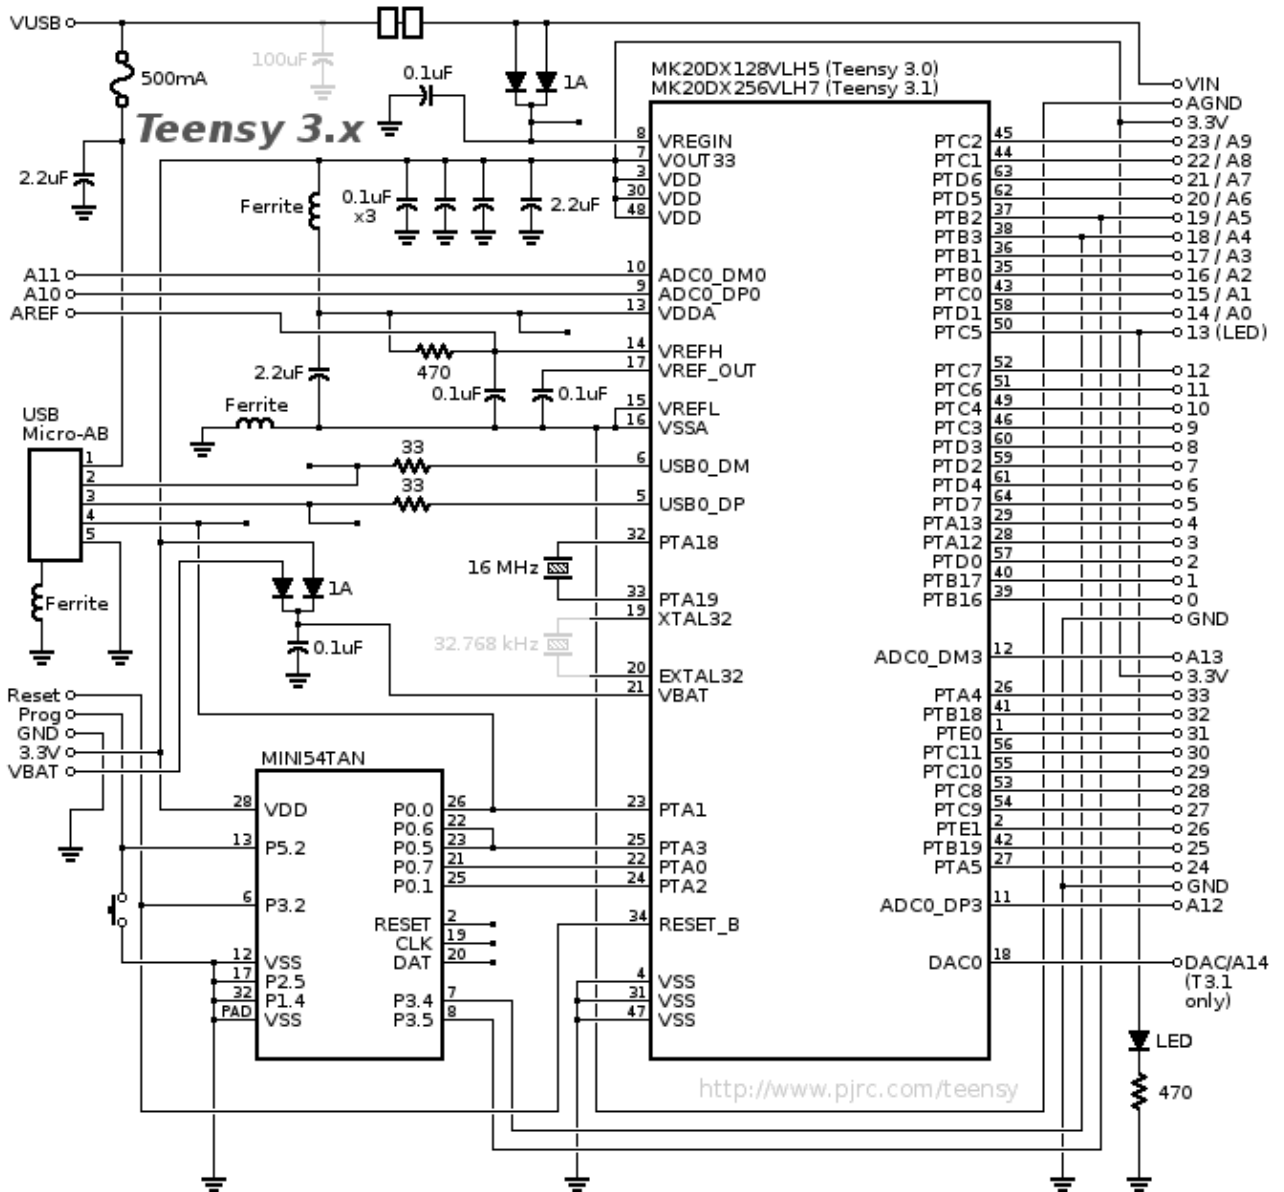 VUSB
500mA
100uF
0.1uF
1A
MK20DX128VLH5 (Teensy 3.0)
MK20DX256VLH7 (Teensy 3.1)
Teensy 3.x
2.2uF
Ferrite
0.1uF
x3
2.2uF
A11
A10
AREF
470
2.2uF
0.1uF
0.1uF
Ferrite
USB
Micro-AB
1
2
3
4
5
33
33
Ferrite
1A
0.1uF
16 MHz
32.768 kHz
Reset
Prog
GND
3.3V
VBAT
MINI54TAN
28 VDD
13 P5.2
6 P3.2
12 VSS
17 P2.5
32 P1.4
PAD VSS
P0.0 26
P0.6 22
P0.5 23
P0.7 21
P0.1 25
RESET 2
CLK 19
DAT 20
P3.4 7
P3.5 8
8 VREGIN
7 VOUT33
3 VDD
30 VDD
48 VDD
10 ADC0_DM0
9 ADC0_DP0
13 VDDA
14 VREFH
17 VREF_OUT
15 VREFL
16 VSSA
6 USB0_DM
5 USB0_DP
32 PTA18
33 PTA19
19 XTAL32
20 EXTAL32
21 VBAT
23 PTA1
25 PTA3
22 PTA0
24 PTA2
34 RESET_B
4 VSS
31 VSS
47 VSS
VIN
AGND
3.3V
PTC2 45 23 / A9
PTC1 44 22 / A8
PTD6 63 21 / A7
PTD5 62 20 / A6
PTB2 37 19 / A5
PTB3 38 18 / A4
PTB1 36 17 / A3
PTB0 35 16 / A2
PTC0 43 15 / A1
PTD1 58 14 / A0
PTC5 50 13 (LED)
PTC7 52 12
PTC6 51 11
PTC4 49 10
PTC3 46 9
PTD3 60 8
PTD2 59 7
PTD4 61 6
PTD7 64 5
PTA13 29 4
PTA12 28 3
PTD0 57 2
PTB17 40 1
PTB16 39 0
GND
ADC0_DM3 12 A13
3.3V
PTA4 26 33
PTB18 41 32
PTE0 1 31
PTC11 56 30
PTC10 55 29
PTC8 53 28
PTC9 54 27
PTE1 2 26
PTB19 42 25
PTA5 27 24
GND
ADC0_DP3 11 A12
DAC0 18 DAC/A14
(T3.1
only)
LED
470
http://www.pjrc.com/teensy